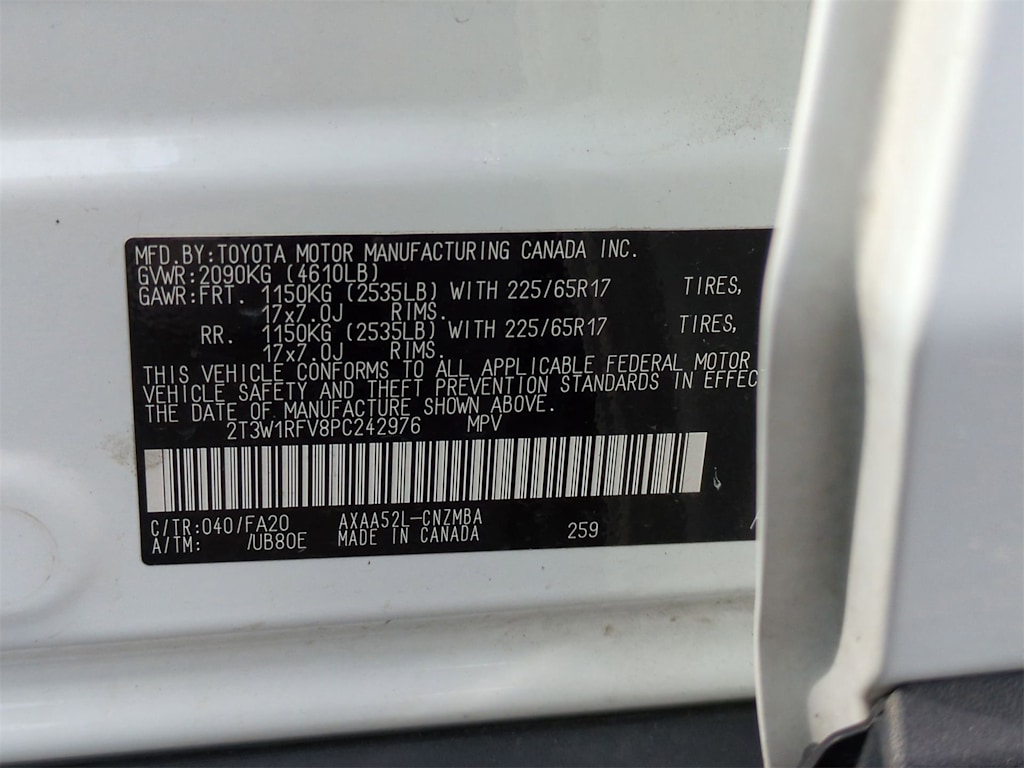 MFD.BY:TOYOTA MOTOR MANUFACTURING CANADA INC.
GVWR:2090KG (4610LB)
GAWR:FRT. 1150KG (2535LB) WITH 225/65R17 TIRES,
17x7.0J RIMS.
RR. 1150KG (2535LB) WITH 225/65R17 TIRES,
17x7.0J RIMS.
THIS VEHICLE CONFORMS TO ALL APPLICABLE FEDERAL MOTOR
VEHICLE SAFETY AND THEFT PREVENTION STANDARDS IN EFFEC
THE DATE OF MANUFACTURE SHOWN ABOVE.
2T3W1RFV8PC242976 MPV
C/TR:040/FA20 AXAA52L-CNZMBA
A/TM: /UB80E MADE IN CANADA 259